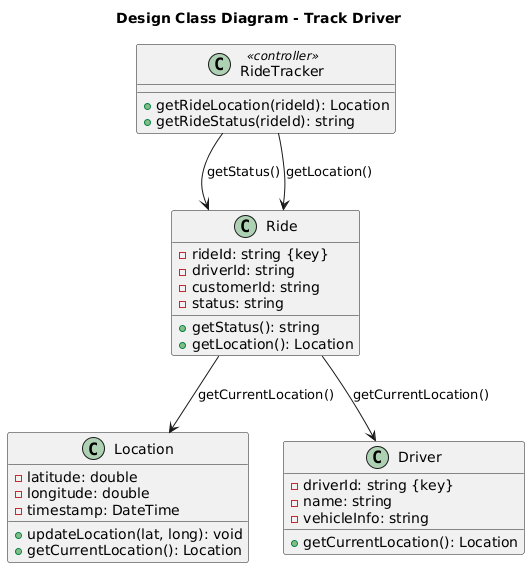 Design Class Diagram - Track Driver
C «controller»
RideTracker
getRideLocation(rideId): Location
getRideStatus(rideId): string
getStatus() getLocation()
C Ride
rideId: string {key}
driverId: string
customerId: string
status: string
getStatus(): string
getLocation(): Location
getCurrentLocation() getCurrentLocation()
C Location
latitude: double
longitude: double
timestamp: DateTime
updateLocation(lat, long): void
getCurrentLocation(): Location
C Driver
driverId: string {key}
name: string
vehicleInfo: string
getCurrentLocation(): Location